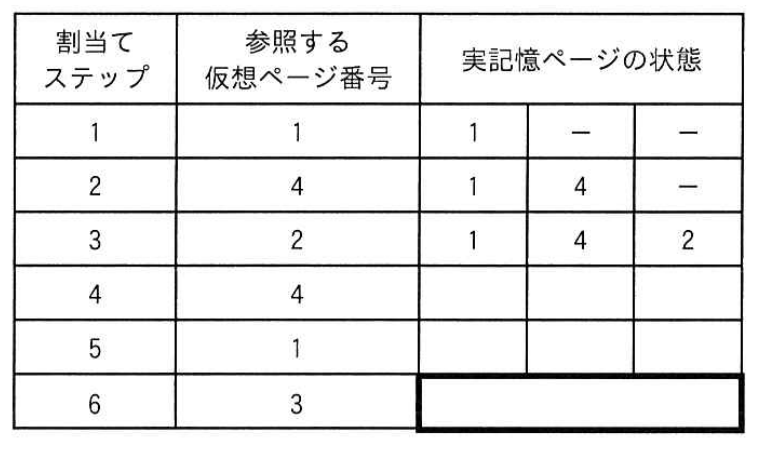 割当て
ステップ
参照する
仮想ページ番号
実記憶ページの状態
1 1 1 － －
2 4 1 4 －
3 2 1 4 2
4 4
5 1
6 3